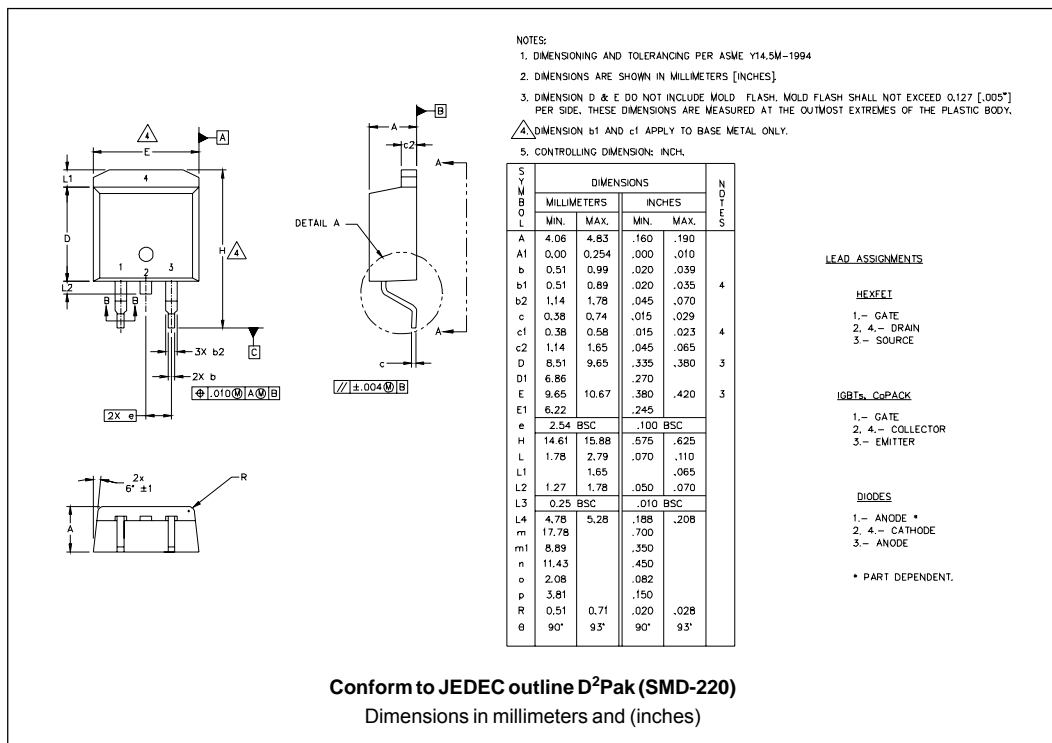 NOTES:
1. DIMENSIONING AND TOLERANCING PER ASME Y14.5M-1994
2. DIMENSIONS ARE SHOWN IN MILLIMETERS [INCHES].
3. DIMENSION D & E DO NOT INCLUDE MOLD FLASH. MOLD FLASH SHALL NOT EXCEED 0.127 [.005"]
PER SIDE. THESE DIMENSIONS ARE MEASURED AT THE OUTMOST EXTREMES OF THE PLASTIC BODY.
4. DIMENSION b1 AND c1 APPLY TO BASE METAL ONLY.
5. CONTROLLING DIMENSION: INCH.
4
A
E
L1
4
D
H
4
1
2
3
L2
B
B
C
3X b2
2X b
⌖ .010 Ⓜ A Ⓜ B
2X e
A
B
c2
A
DETAIL A
A
c
// ±.004 Ⓜ B
2x
6° ±1
R
A
SYMBOL DIMENSIONS NOTES
MILLIMETERS INCHES
MIN. MAX. MIN. MAX.
A 4.06 4.83 .160 .190
A1 0.00 0.254 .000 .010
b 0.51 0.99 .020 .039
b1 0.51 0.89 .020 .035 4
b2 1.14 1.78 .045 .070
c 0.38 0.74 .015 .029
c1 0.38 0.58 .015 .023 4
c2 1.14 1.65 .045 .065
D 8.51 9.65 .335 .380 3
D1 6.86 .270
E 9.65 10.67 .380 .420 3
E1 6.22 .245
e 2.54 BSC .100 BSC
H 14.61 15.88 .575 .625
L 1.78 2.79 .070 .110
L1 1.65 .065
L2 1.27 1.78 .050 .070
L3 0.25 BSC .010 BSC
L4 4.78 5.28 .188 .208
m 17.78 .700
m1 8.89 .350
n 11.43 .450
o 2.08 .082
p 3.81 .150
R 0.51 0.71 .020 .028
θ 90° 93° 90° 93°
LEAD ASSIGNMENTS
HEXFET
1.- GATE
2, 4.- DRAIN
3.- SOURCE
IGBTs, CoPACK
1.- GATE
2, 4.- COLLECTOR
3.- EMITTER
DIODES
1.- ANODE *
2, 4.- CATHODE
3.- ANODE
* PART DEPENDENT.
Conform to JEDEC outline D²Pak (SMD-220)
Dimensions in millimeters and (inches)